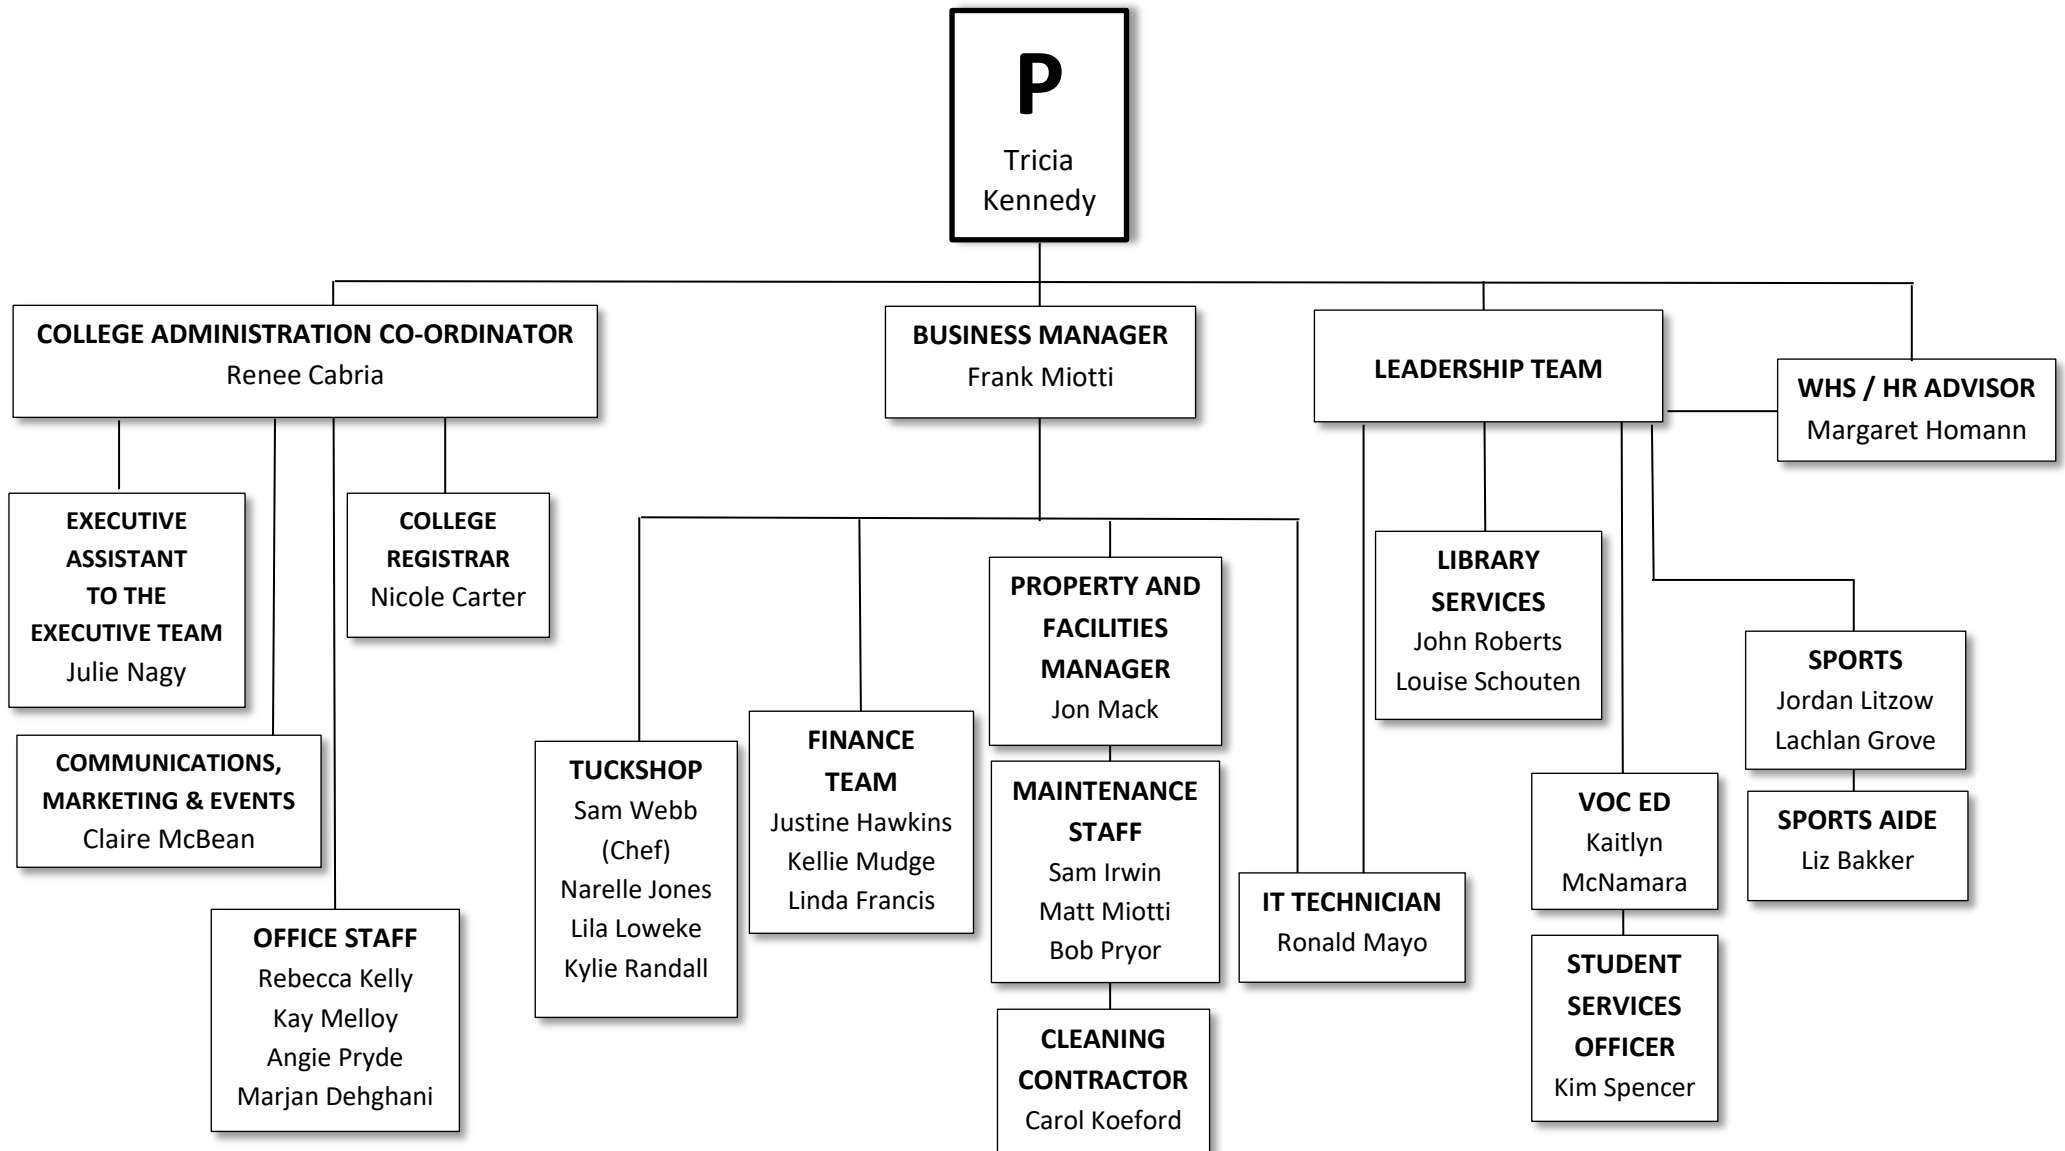 P
Tricia
Kennedy
COLLEGE ADMINISTRATION CO-ORDINATOR
Renee Cabria
BUSINESS MANAGER
Frank Miotti
LEADERSHIP TEAM
WHS / HR ADVISOR
Margaret Homann
EXECUTIVE
ASSISTANT
TO THE
EXECUTIVE TEAM
Julie Nagy
COLLEGE
REGISTRAR
Nicole Carter
COMMUNICATIONS,
MARKETING & EVENTS
Claire McBean
OFFICE STAFF
Rebecca Kelly
Kay Melloy
Angie Pryde
Marjan Dehghani
TUCKSHOP
Sam Webb
(Chef)
Narelle Jones
Lila Loweke
Kylie Randall
FINANCE
TEAM
Justine Hawkins
Kellie Mudge
Linda Francis
PROPERTY AND
FACILITIES
MANAGER
Jon Mack
MAINTENANCE
STAFF
Sam Irwin
Matt Miotti
Bob Pryor
CLEANING
CONTRACTOR
Carol Koeford
IT TECHNICIAN
Ronald Mayo
LIBRARY
SERVICES
John Roberts
Louise Schouten
VOC ED
Kaitlyn
McNamara
STUDENT
SERVICES
OFFICER
Kim Spencer
SPORTS
Jordan Litzow
Lachlan Grove
SPORTS AIDE
Liz Bakker